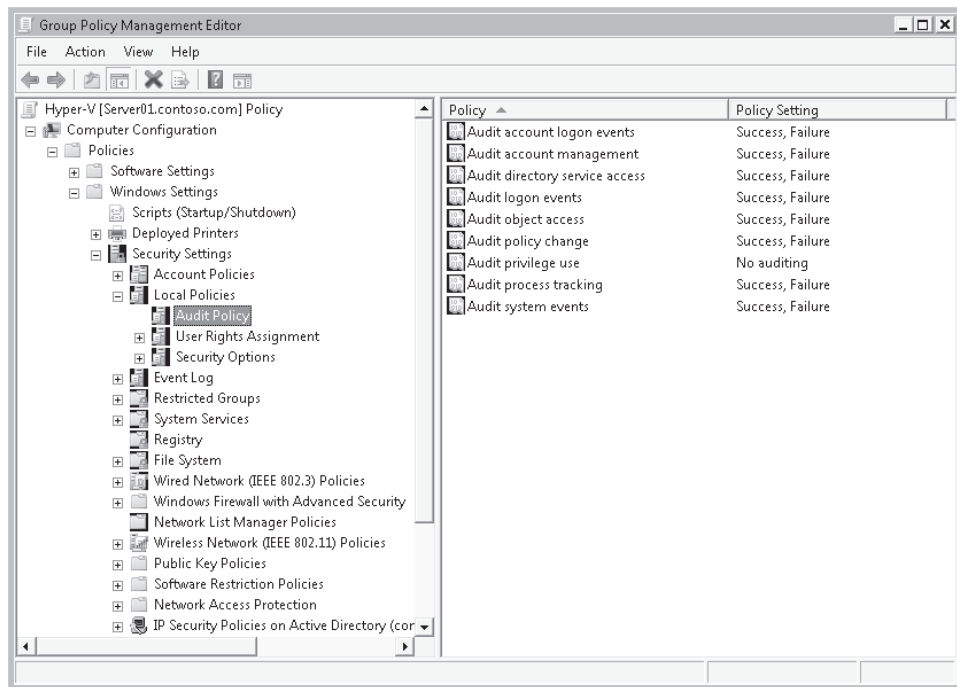 Group Policy Management Editor
File Action View Help
Hyper-V [Server01.contoso.com] Policy
Computer Configuration
Policies
Software Settings
Windows Settings
Scripts (Startup/Shutdown)
Deployed Printers
Security Settings
Account Policies
Local Policies
Audit Policy
User Rights Assignment
Security Options
Event Log
Restricted Groups
System Services
Registry
File System
Wired Network (IEEE 802.3) Policies
Windows Firewall with Advanced Security
Network List Manager Policies
Wireless Network (IEEE 802.11) Policies
Public Key Policies
Software Restriction Policies
Network Access Protection
IP Security Policies on Active Directory (cor
Policy Policy Setting
Audit account logon events Success, Failure
Audit account management Success, Failure
Audit directory service access Success, Failure
Audit logon events Success, Failure
Audit object access Success, Failure
Audit policy change Success, Failure
Audit privilege use No auditing
Audit process tracking Success, Failure
Audit system events Success, Failure